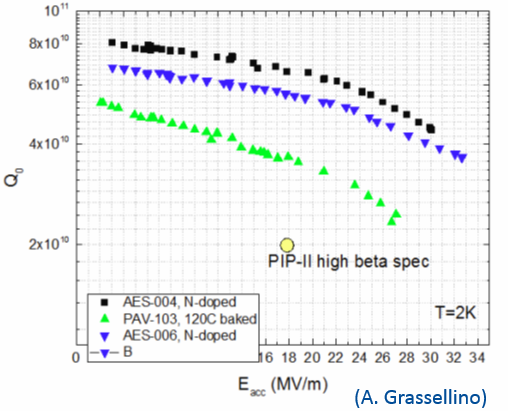 10¹¹
8x10¹⁰
6x10¹⁰
4x10¹⁰
2x10¹⁰
Q₀
PIP-II high beta spec
AES-004, N-doped
PAV-103, 120C baked
AES-006, N-doped
B
T=2K
0 16 18 20 21 24 26 28 30 32 34
E_acc (MV/m)
(A. Grassellino)